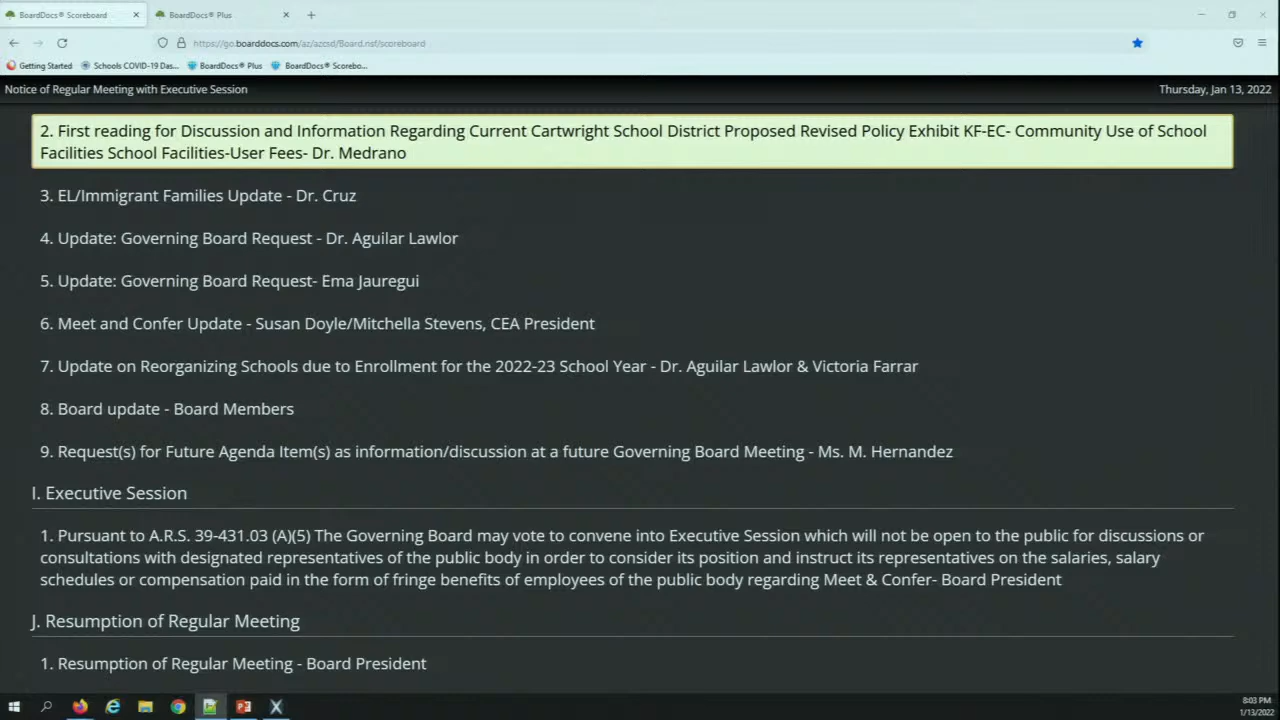 BoardDocs® Scoreboard
BoardDocs® Plus
https://go.boarddocs.com/az/azcsd/Board.nsf/scoreboard
Getting Started
Schools COVID-19 Das...
BoardDocs® Plus
BoardDocs® Scorebo...
Notice of Regular Meeting with Executive Session
Thursday, Jan 13, 2022
2. First reading for Discussion and Information Regarding Current Cartwright School District Proposed Revised Policy Exhibit KF-EC- Community Use of School
Facilities School Facilities-User Fees- Dr. Medrano
3. EL/Immigrant Families Update - Dr. Cruz
4. Update: Governing Board Request - Dr. Aguilar Lawlor
5. Update: Governing Board Request- Ema Jauregui
6. Meet and Confer Update - Susan Doyle/Mitchella Stevens, CEA President
7. Update on Reorganizing Schools due to Enrollment for the 2022-23 School Year - Dr. Aguilar Lawlor & Victoria Farrar
8. Board update - Board Members
9. Request(s) for Future Agenda Item(s) as information/discussion at a future Governing Board Meeting - Ms. M. Hernandez
I. Executive Session
1. Pursuant to A.R.S. 39-431.03 (A)(5) The Governing Board may vote to convene into Executive Session which will not be open to the public for discussions or
consultations with designated representatives of the public body in order to consider its position and instruct its representatives on the salaries, salary
schedules or compensation paid in the form of fringe benefits of employees of the public body regarding Meet & Confer- Board President
J. Resumption of Regular Meeting
1. Resumption of Regular Meeting - Board President
8:03 PM
1/13/2022